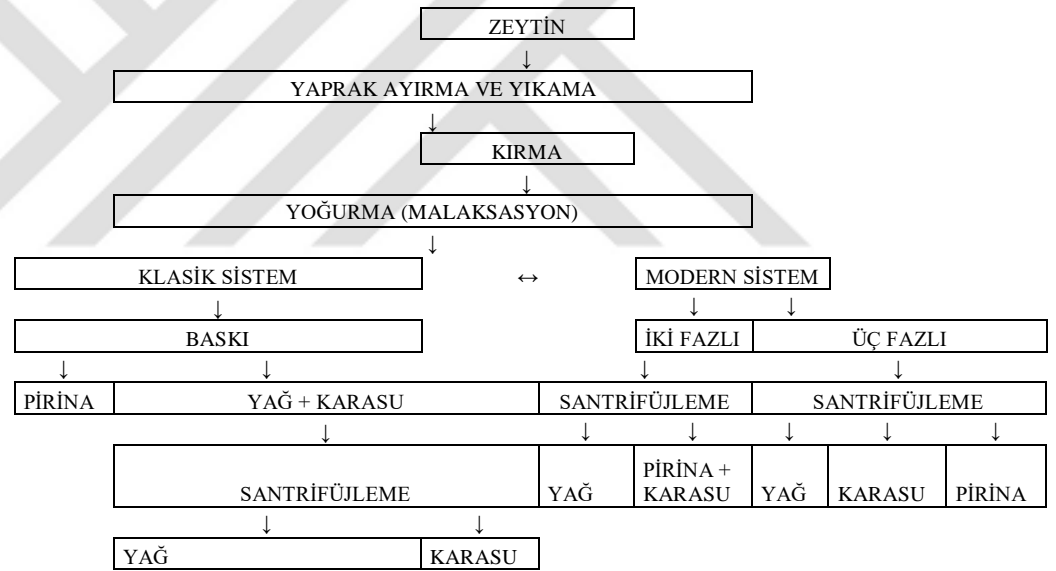 ZEYTİN
↓
YAPRAK AYIRMA VE YIKAMA
↓
KIRMA
↓
YOĞURMA (MALAKSASYON)
↓
KLASİK SİSTEM ↔ MODERN SİSTEM
↓ ↓ ↓
BASKI İKİ FAZLI ÜÇ FAZLI
↓ ↓ ↓ ↓
PİRİNA YAĞ + KARASU SANTRİFÜJLEME SANTRİFÜJLEME
↓ ↓ ↓ ↓ ↓ ↓
PİRİNA +
SANTRİFÜJLEME YAĞ KARASU YAĞ KARASU PİRİNA
↓ ↓
YAĞ KARASU